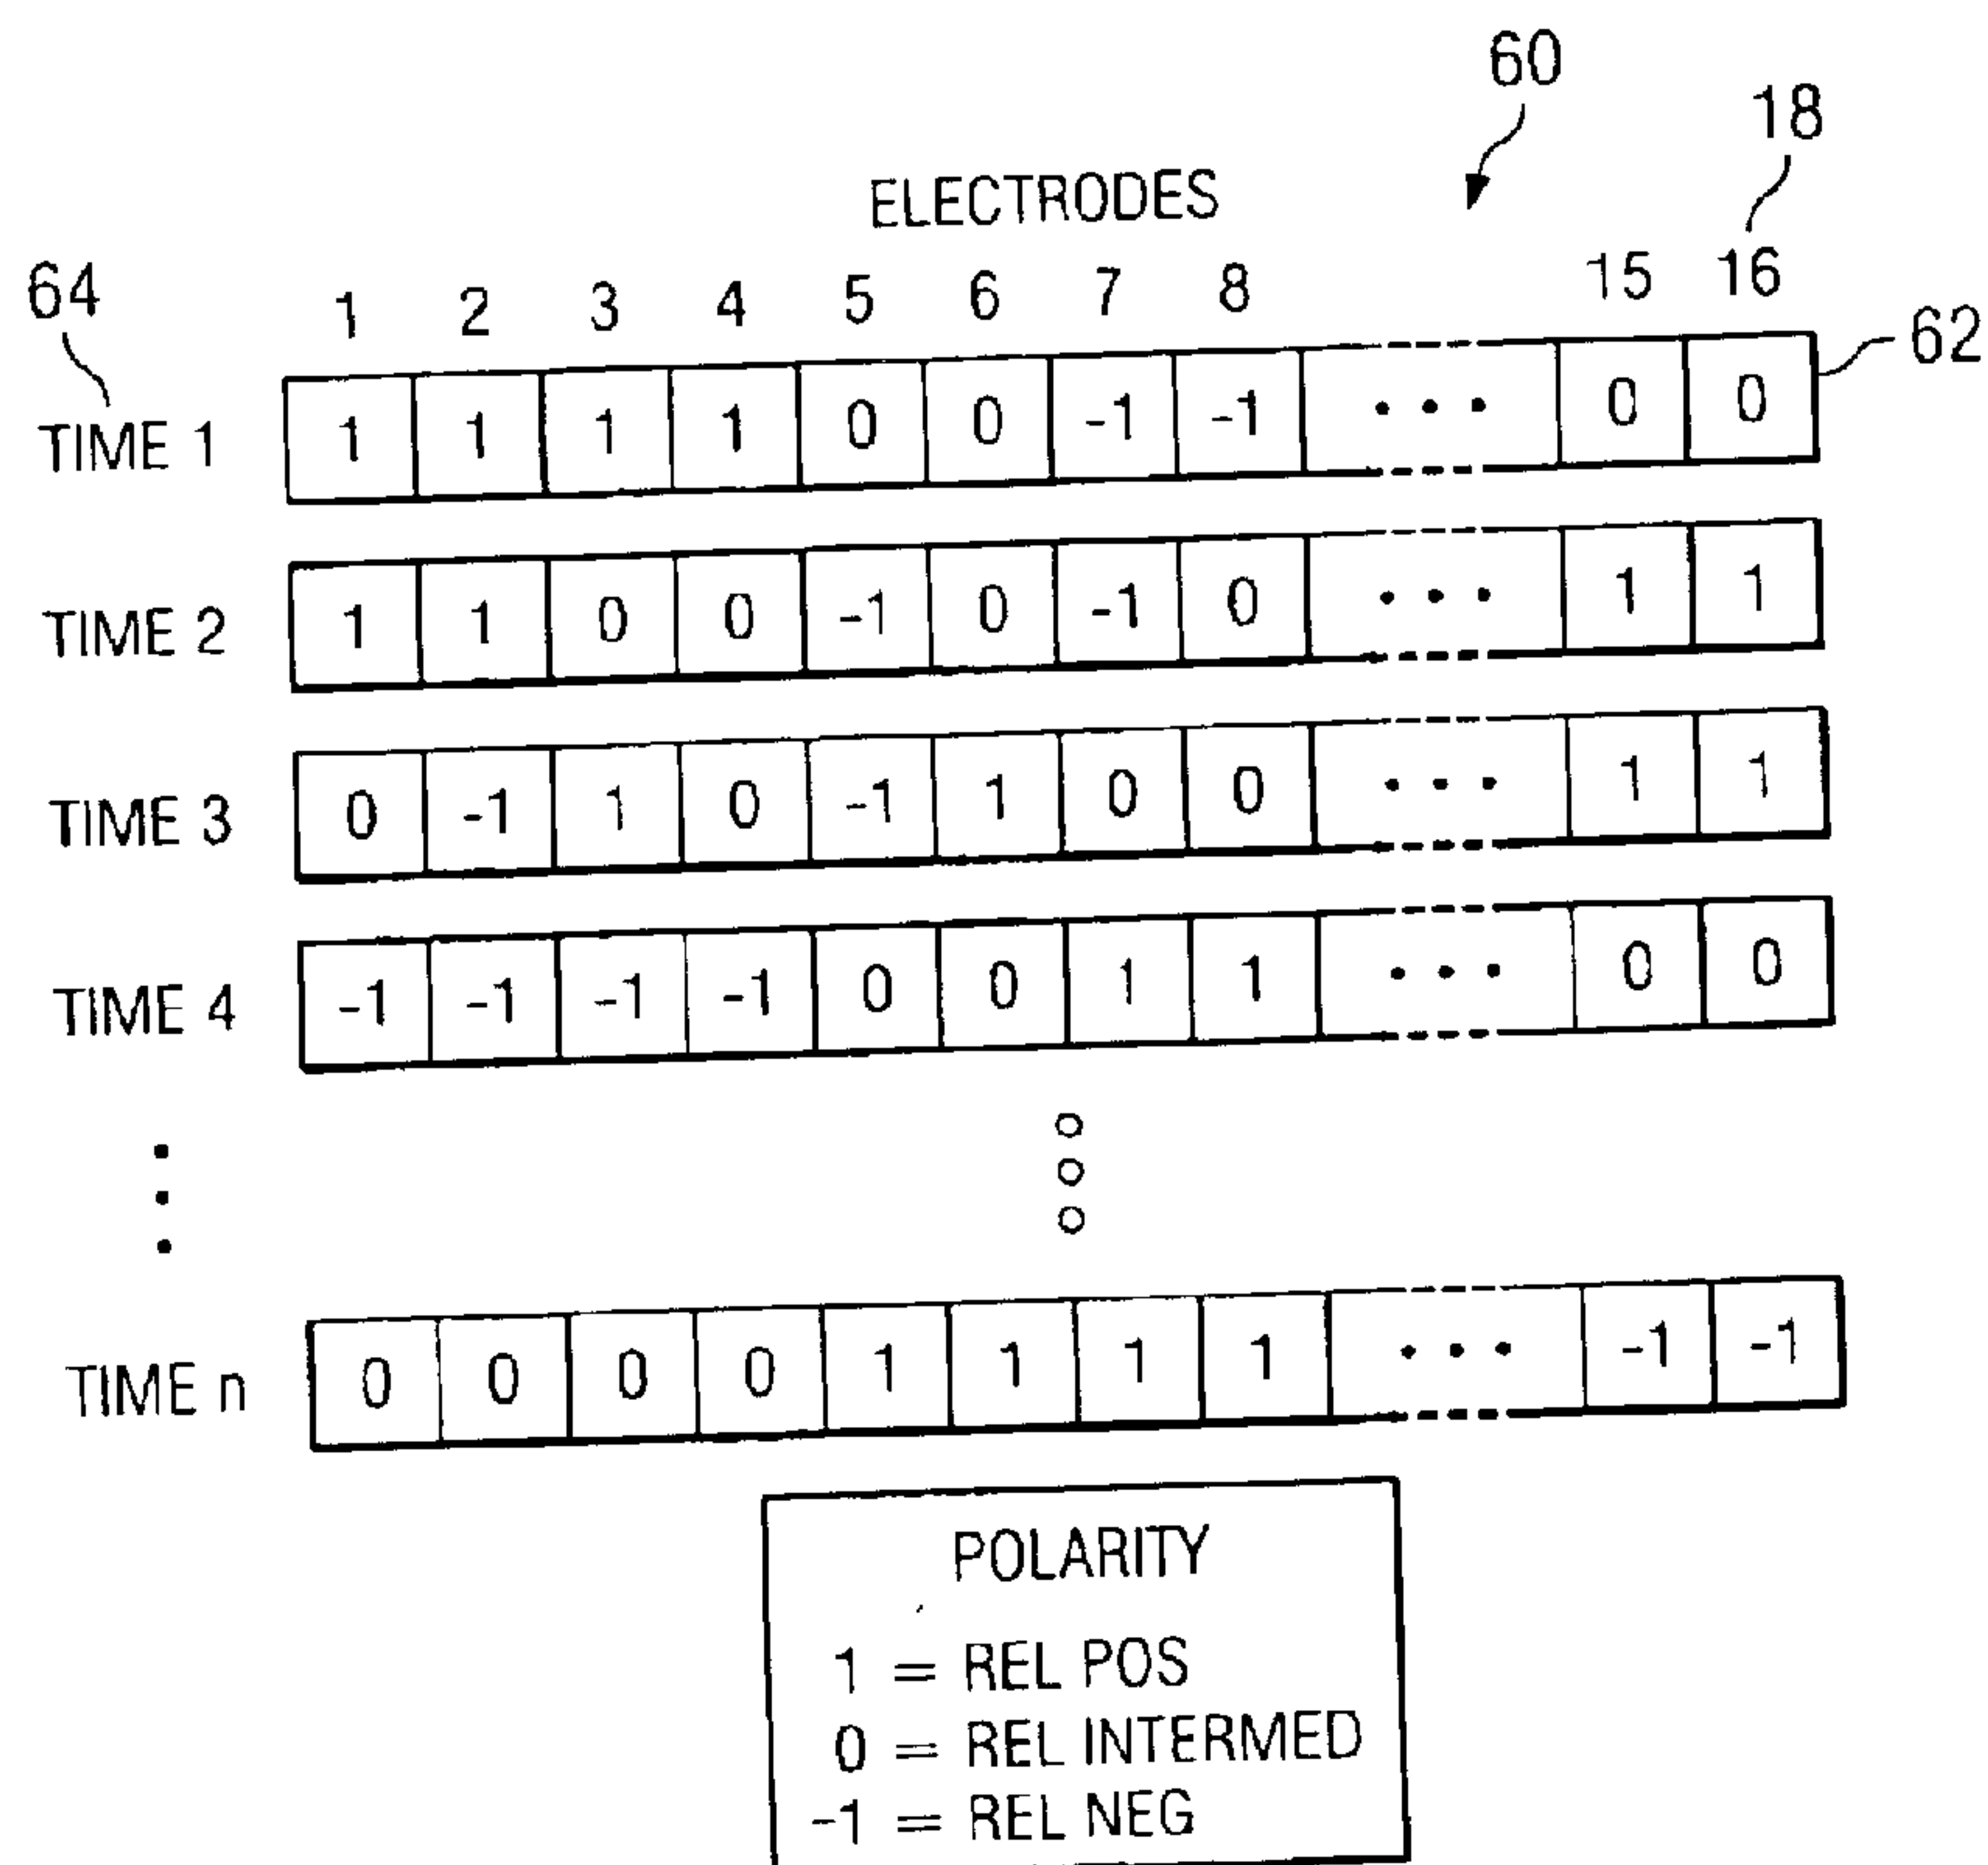 60
18
ELECTRODES
64 1 2 3 4 5 6 7 8 15 16
62
TIME 1 1 1 1 1 0 0 -1 -1 ... 0 0
TIME 2 1 1 0 0 -1 0 -1 0 ... 1 1
TIME 3 0 -1 1 0 -1 1 0 0 ... 1 1
TIME 4 -1 -1 -1 -1 0 0 1 1 ... 0 0
TIME n 0 0 0 0 1 1 1 1 ... -1 -1
POLARITY
1 = REL POS
0 = REL INTERMED
-1 = REL NEG